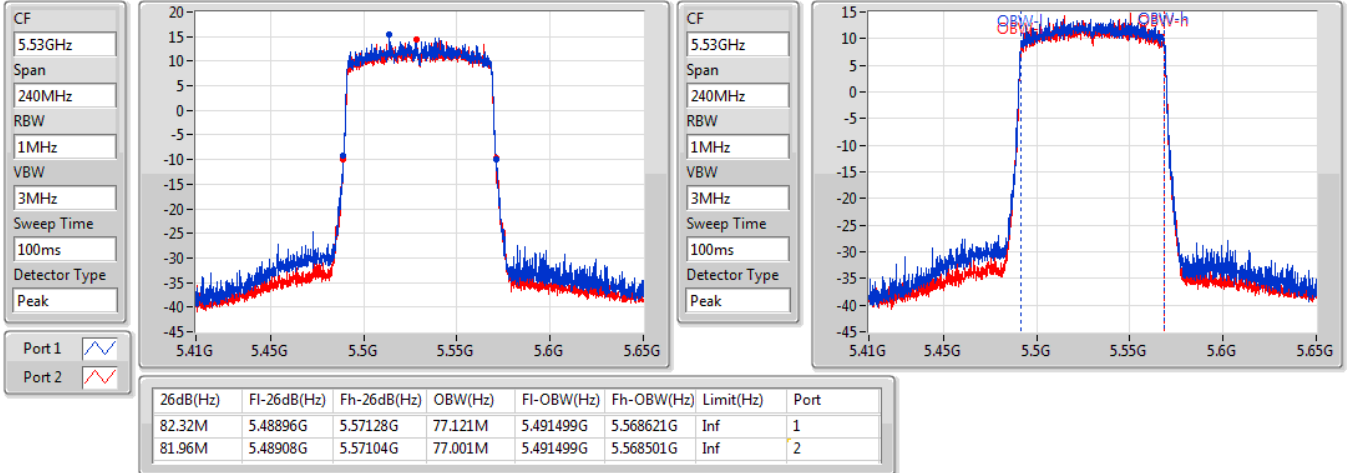 CF
5.53GHz
Span
240MHz
RBW
1MHz
VBW
3MHz
Sweep Time
100ms
Detector Type
Peak
Port 1
Port 2
20
15
10
5
0
-5
-10
-15
-20
-25
-30
-35
-40
-45
5.41G 5.45G 5.5G 5.55G 5.6G 5.65G
CF
5.53GHz
Span
240MHz
RBW
1MHz
VBW
3MHz
Sweep Time
100ms
Detector Type
Peak
15
10
5
0
-5
-10
-15
-20
-25
-30
-35
-40
-45
OBW-l OBW-h
5.41G 5.45G 5.5G 5.55G 5.6G 5.65G
26dB(Hz) Fl-26dB(Hz) Fh-26dB(Hz) OBW(Hz) Fl-OBW(Hz) Fh-OBW(Hz) Limit(Hz) Port
82.32M 5.48896G 5.57128G 77.121M 5.491499G 5.568621G Inf 1
81.96M 5.48908G 5.57104G 77.001M 5.491499G 5.568501G Inf 2